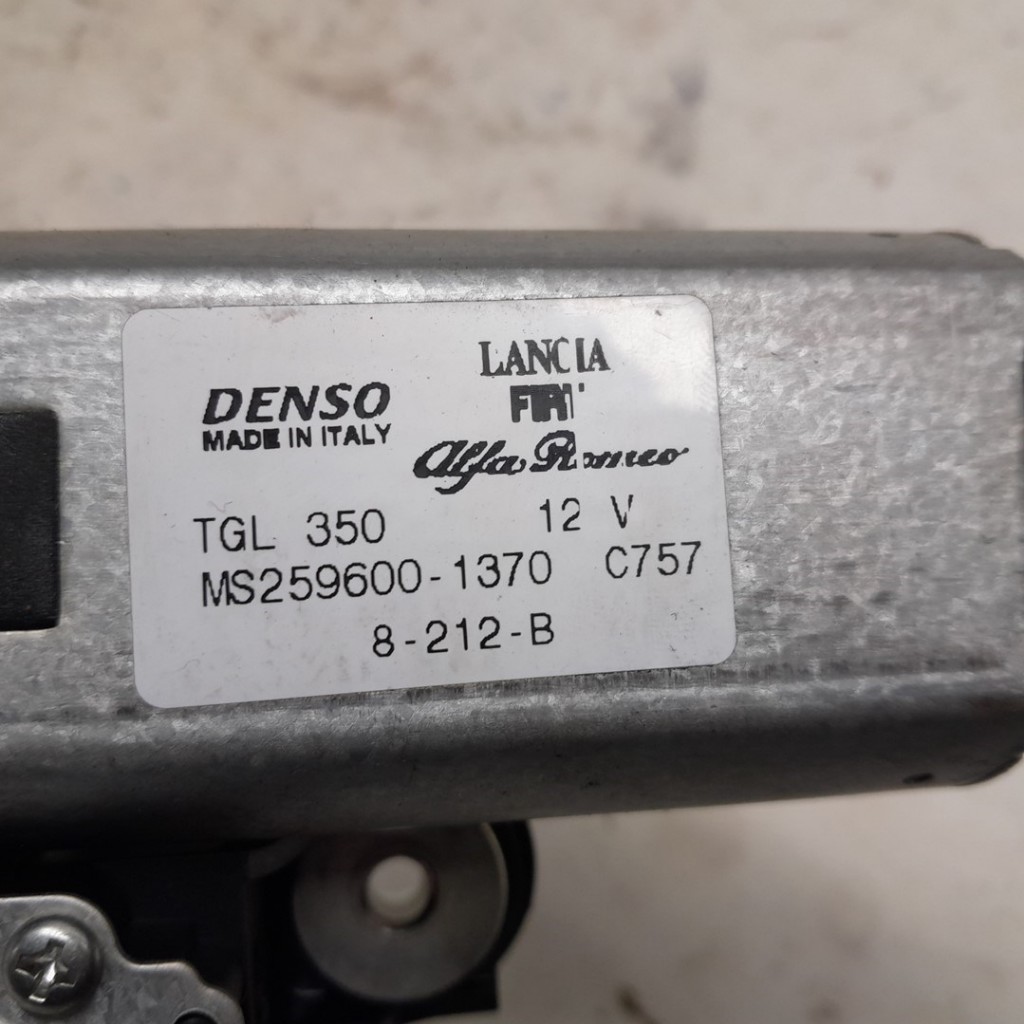 DENSO
MADE IN ITALY
LANCIA
FIAT
Alfa Romeo
TGL 350 12 V
MS259600-1370 C757
8-212-B